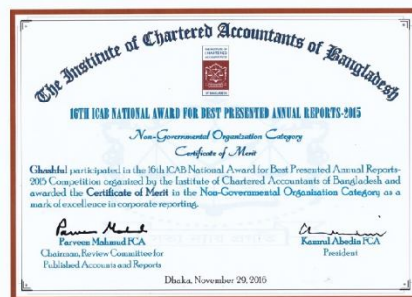 The Institute of Chartered Accountants of Bangladesh
16TH ICAB NATIONAL AWARD FOR BEST PRESENTED ANNUAL REPORTS-2015
Non-Governmental Organization Category
Certificate of Merit
Ghashful participated in the 16th ICAB National Award for Best Presented Annual Reports-
2015 Competition organised by the Institute of Chartered Accountants of Bangladesh and
awarded the Certificate of Merit in the Non-Governmental Organisation Category as a
mark of excellence in corporate reporting.
Parveen Mahmud FCA
Chairman, Review Committee for
Published Accounts and Reports
Kamrul Abedin FCA
President
Dhaka, November 29, 2016